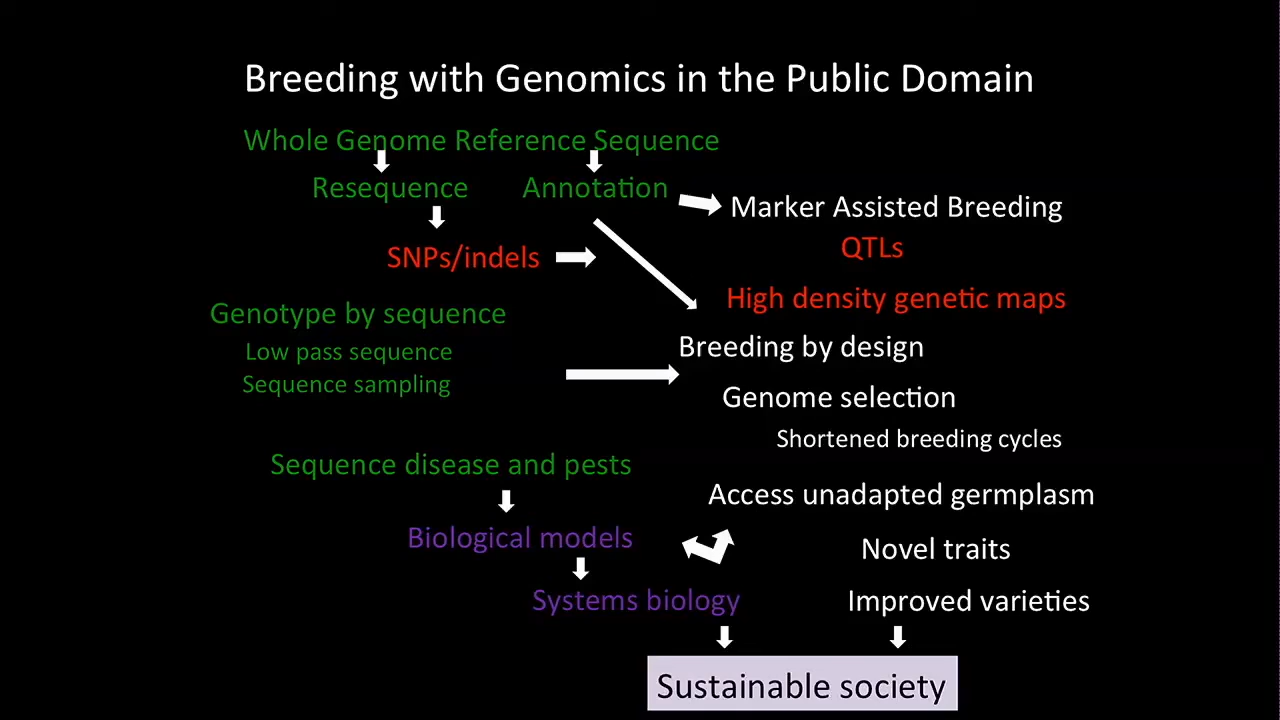 Breeding with Genomics in the Public Domain
Whole Genome Reference Sequence
Resequence
Annotation
Marker Assisted Breeding
QTLs
SNPs/indels
High density genetic maps
Genotype by sequence
Breeding by design
Low pass sequence
Sequence sampling
Genome selection
Shortened breeding cycles
Sequence disease and pests
Access unadapted germplasm
Biological models
Novel traits
Systems biology
Improved varieties
Sustainable society